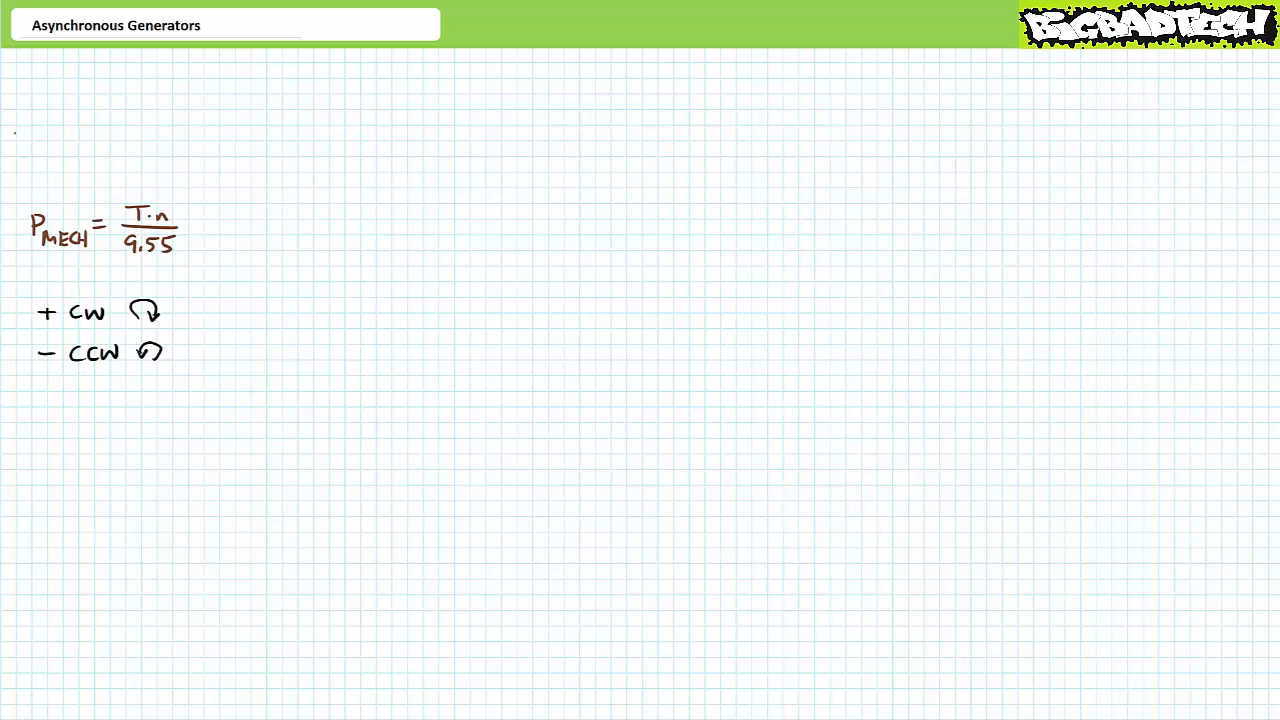 Asynchronous Generators
BIGBADTECH
P_MECH = T·n / 9.55
+ CW ↷
- CCW ↶